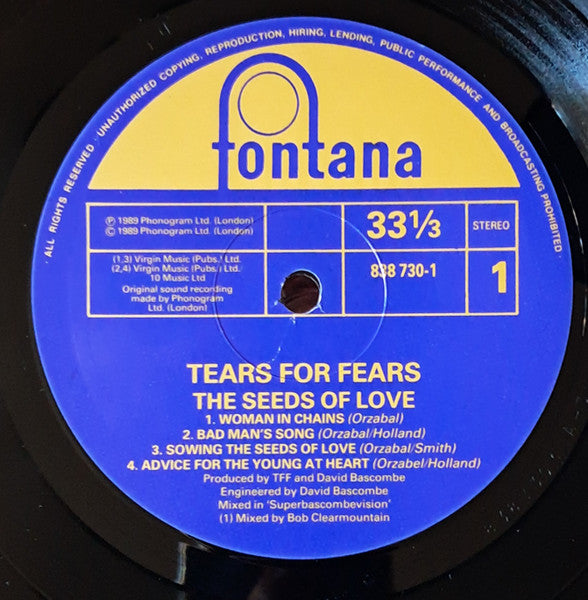 · ALL RIGHTS RESERVED · UNAUTHORIZED COPYING, REPRODUCTION, HIRING, LENDING, PUBLIC PERFORMANCE AND BROADCASTING PROHIBITED ·
fontana
℗ 1989 Phonogram Ltd. (London)
© 1989 Phonogram Ltd. (London)
33⅓
STEREO
(1,3) Virgin Music (Pubs.) Ltd.
(2,4) Virgin Music (Pubs.) Ltd./
10 Music Ltd
Original sound recording
made by Phonogram
Ltd. (London)
838 730-1
1
TEARS FOR FEARS
THE SEEDS OF LOVE
1. WOMAN IN CHAINS (Orzabal)
2. BAD MAN'S SONG (Orzabal/Holland)
3. SOWING THE SEEDS OF LOVE (Orzabal/Smith)
4. ADVICE FOR THE YOUNG AT HEART (Orzabel/Holland)
Produced by TFF and David Bascombe
Engineered by David Bascombe
Mixed in 'Superbascombevision'
(1) Mixed by Bob Clearmountain